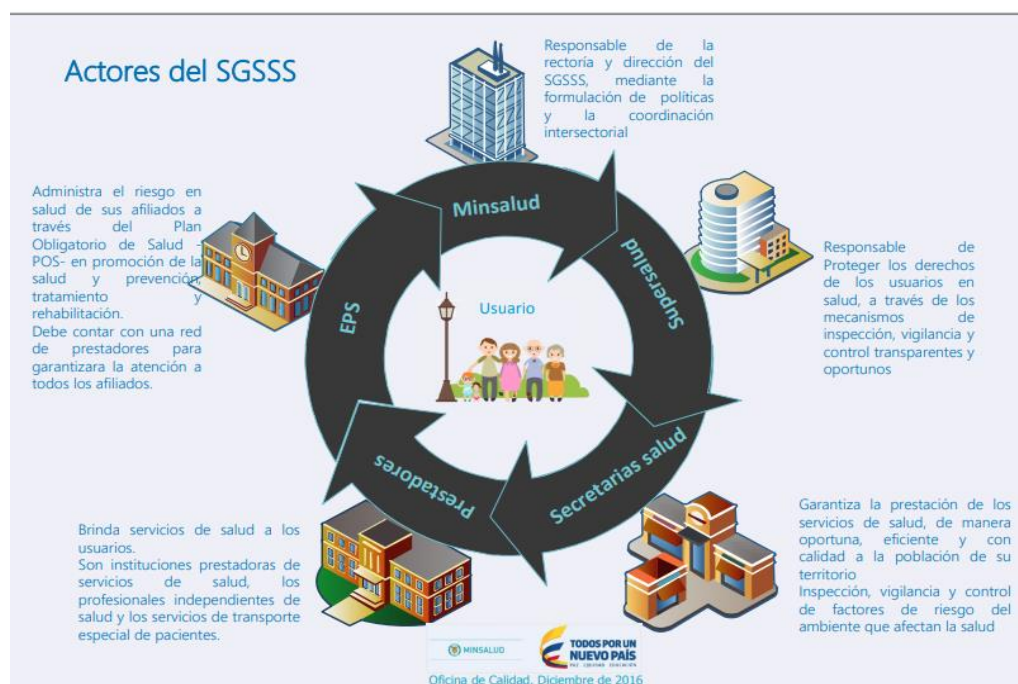 Actores del SGSSS
Responsable de la
rectoría y dirección del
SGSSS, mediante la
formulación de políticas
y la coordinación
intersectorial
Minsalud
Supersalud
Responsable de
Proteger los derechos
de los usuarios en
salud, a través de los
mecanismos de
inspección, vigilancia y
control transparentes y
oportunos
Secretarias salud
Garantiza la prestación de los
servicios de salud, de manera
oportuna, eficiente y con
calidad a la población de su
territorio
Inspección, vigilancia y control
de factores de riesgo del
ambiente que afectan la salud
Prestadores
Brinda servicios de salud a los
usuarios.
Son instituciones prestadoras de
servicios de salud, los
profesionales independientes de
salud y los servicios de transporte
especial de pacientes.
EPS
Administra el riesgo en
salud de sus afiliados a
través del Plan
Obligatorio de Salud -
POS- en promoción de la
salud y prevención,
tratamiento y
rehabilitación.
Debe contar con una red
de prestadores para
garantizara la atención a
todos los afiliados.
Usuario
MINSALUD
TODOS POR UN
NUEVO PAÍS
PAZ EQUIDAD EDUCACIÓN
Oficina de Calidad. Diciembre de 2016